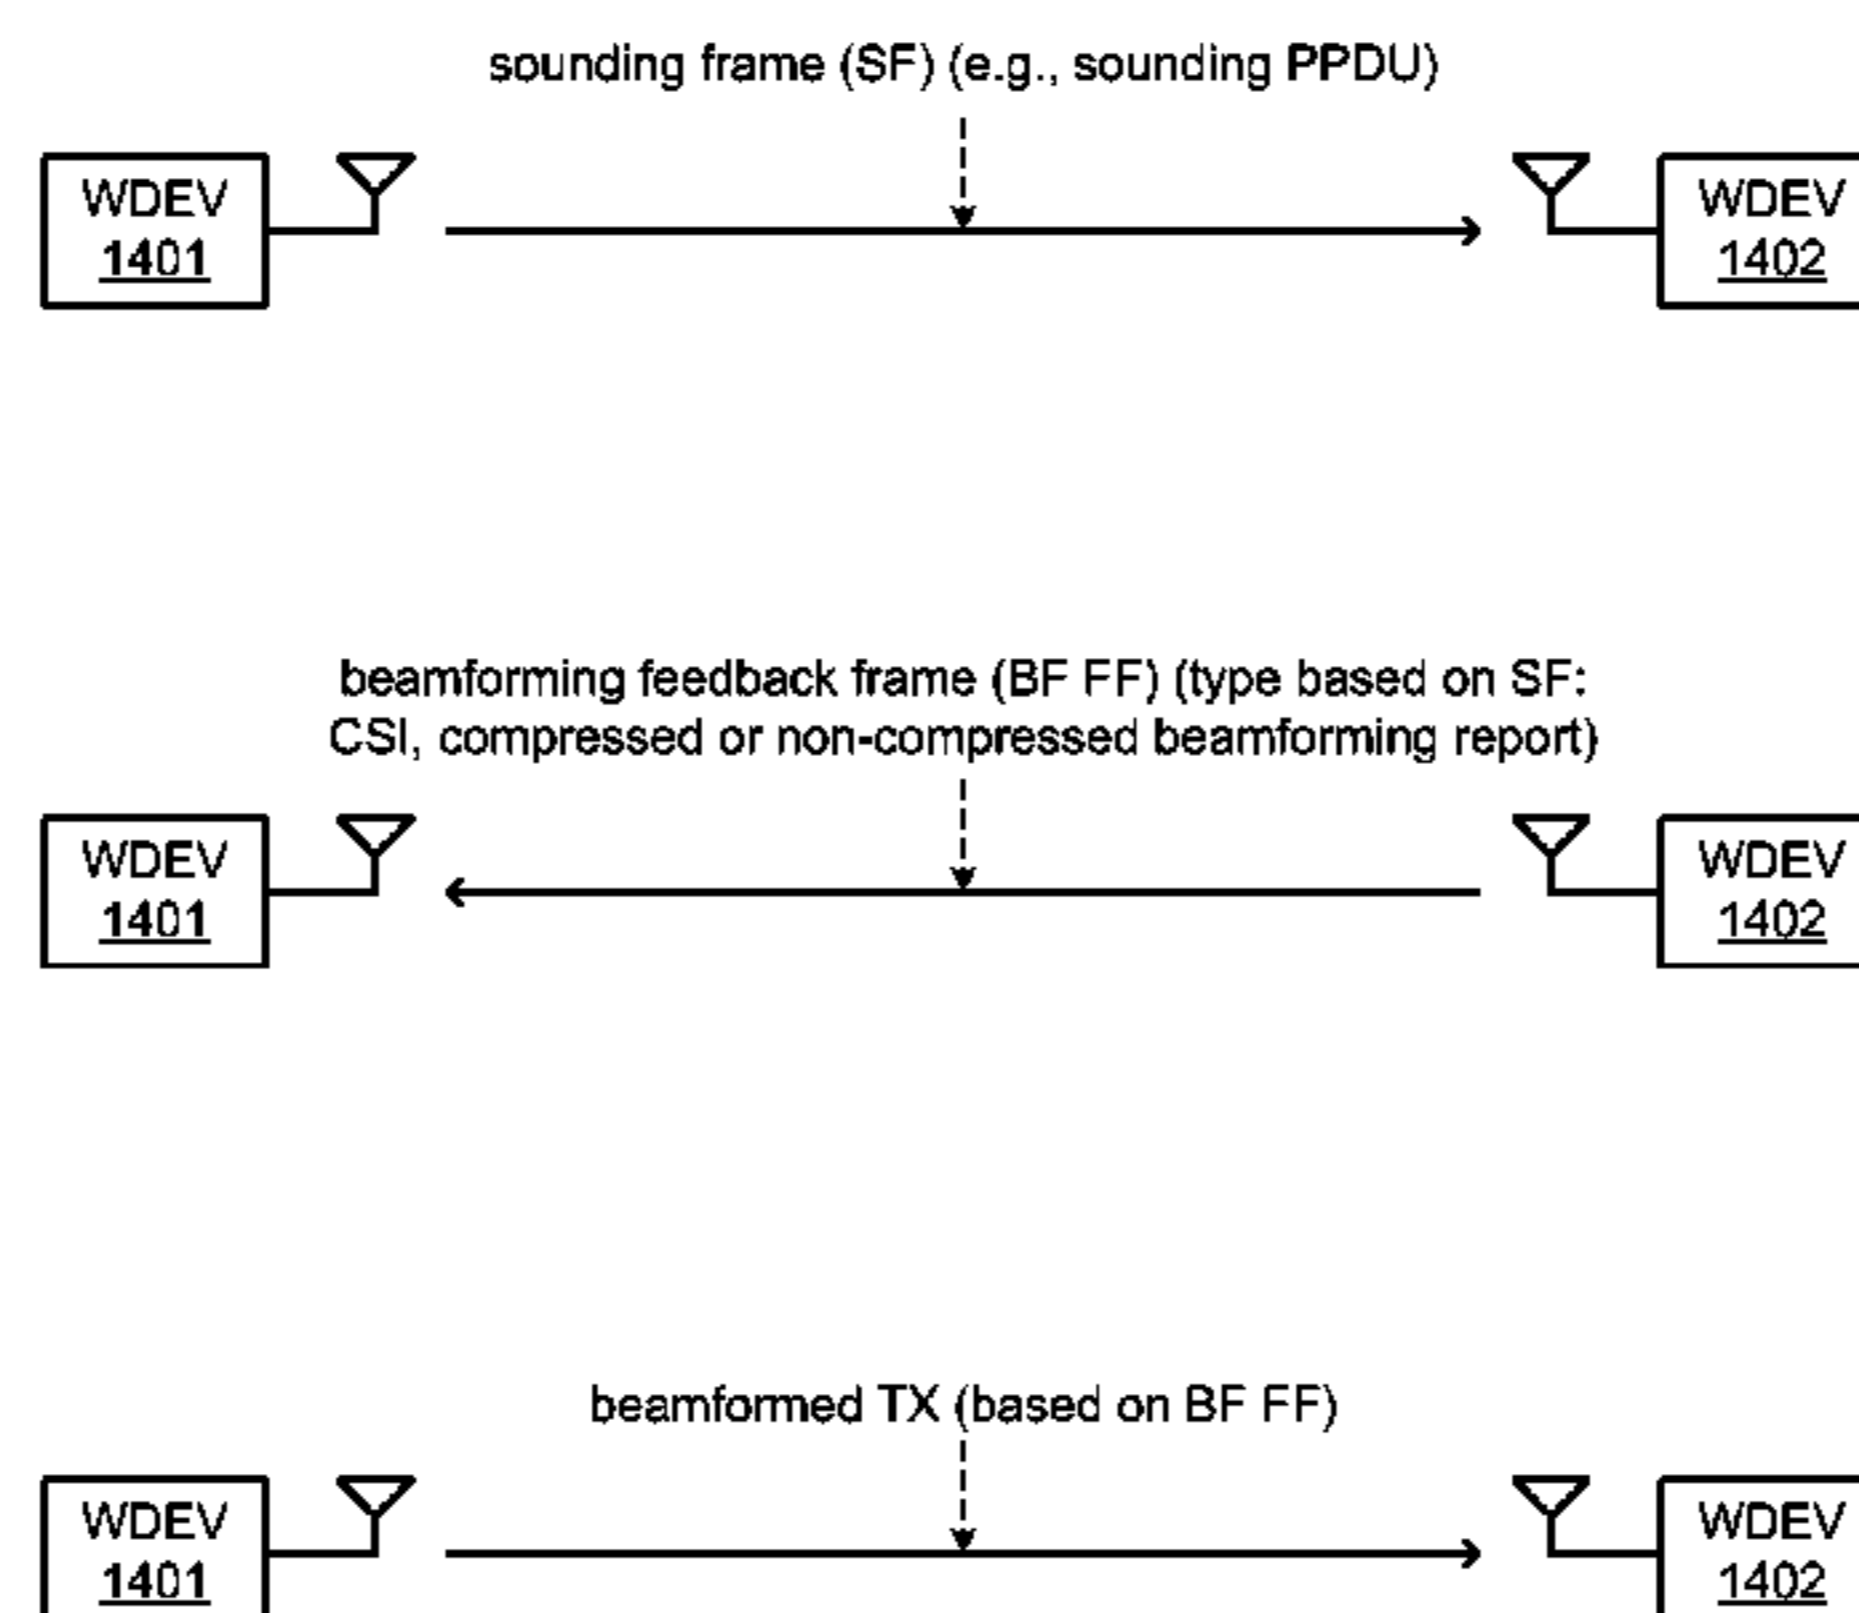 sounding frame (SF) (e.g., sounding PPDU)
WDEV
1401
WDEV
1402
beamforming feedback frame (BF FF) (type based on SF:
CSI, compressed or non-compressed beamforming report)
WDEV
1401
WDEV
1402
beamformed TX (based on BF FF)
WDEV
1401
WDEV
1402